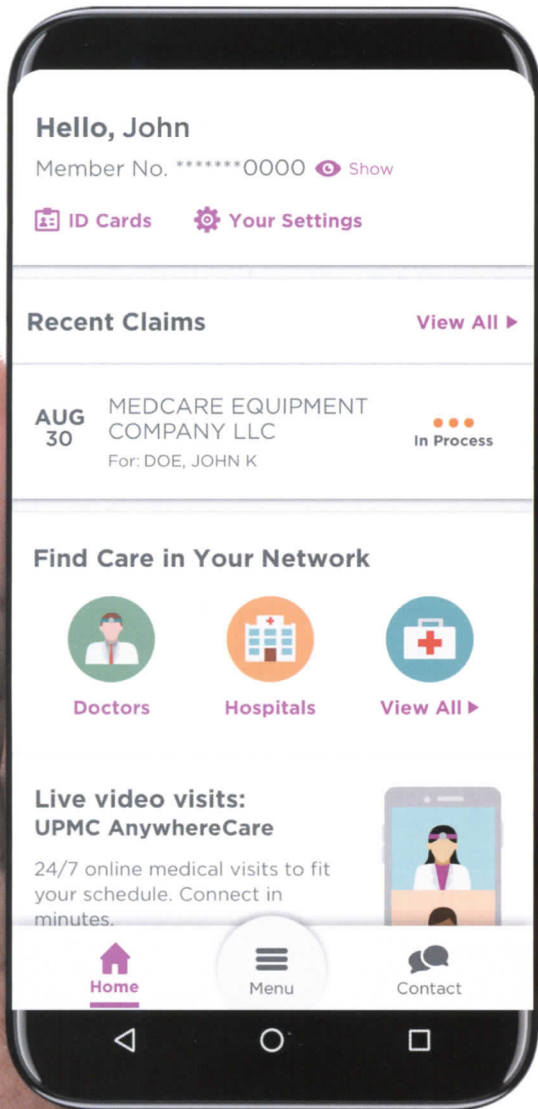 Hello, John
Member No. *******0000 Show
ID Cards Your Settings
Recent Claims View All
AUG
30
MEDCARE EQUIPMENT
COMPANY LLC
For: DOE, JOHN K
In Process
Find Care in Your Network
Doctors Hospitals View All
Live video visits:
UPMC AnywhereCare
24/7 online medical visits to fit
your schedule. Connect in
minutes.
Home Menu Contact